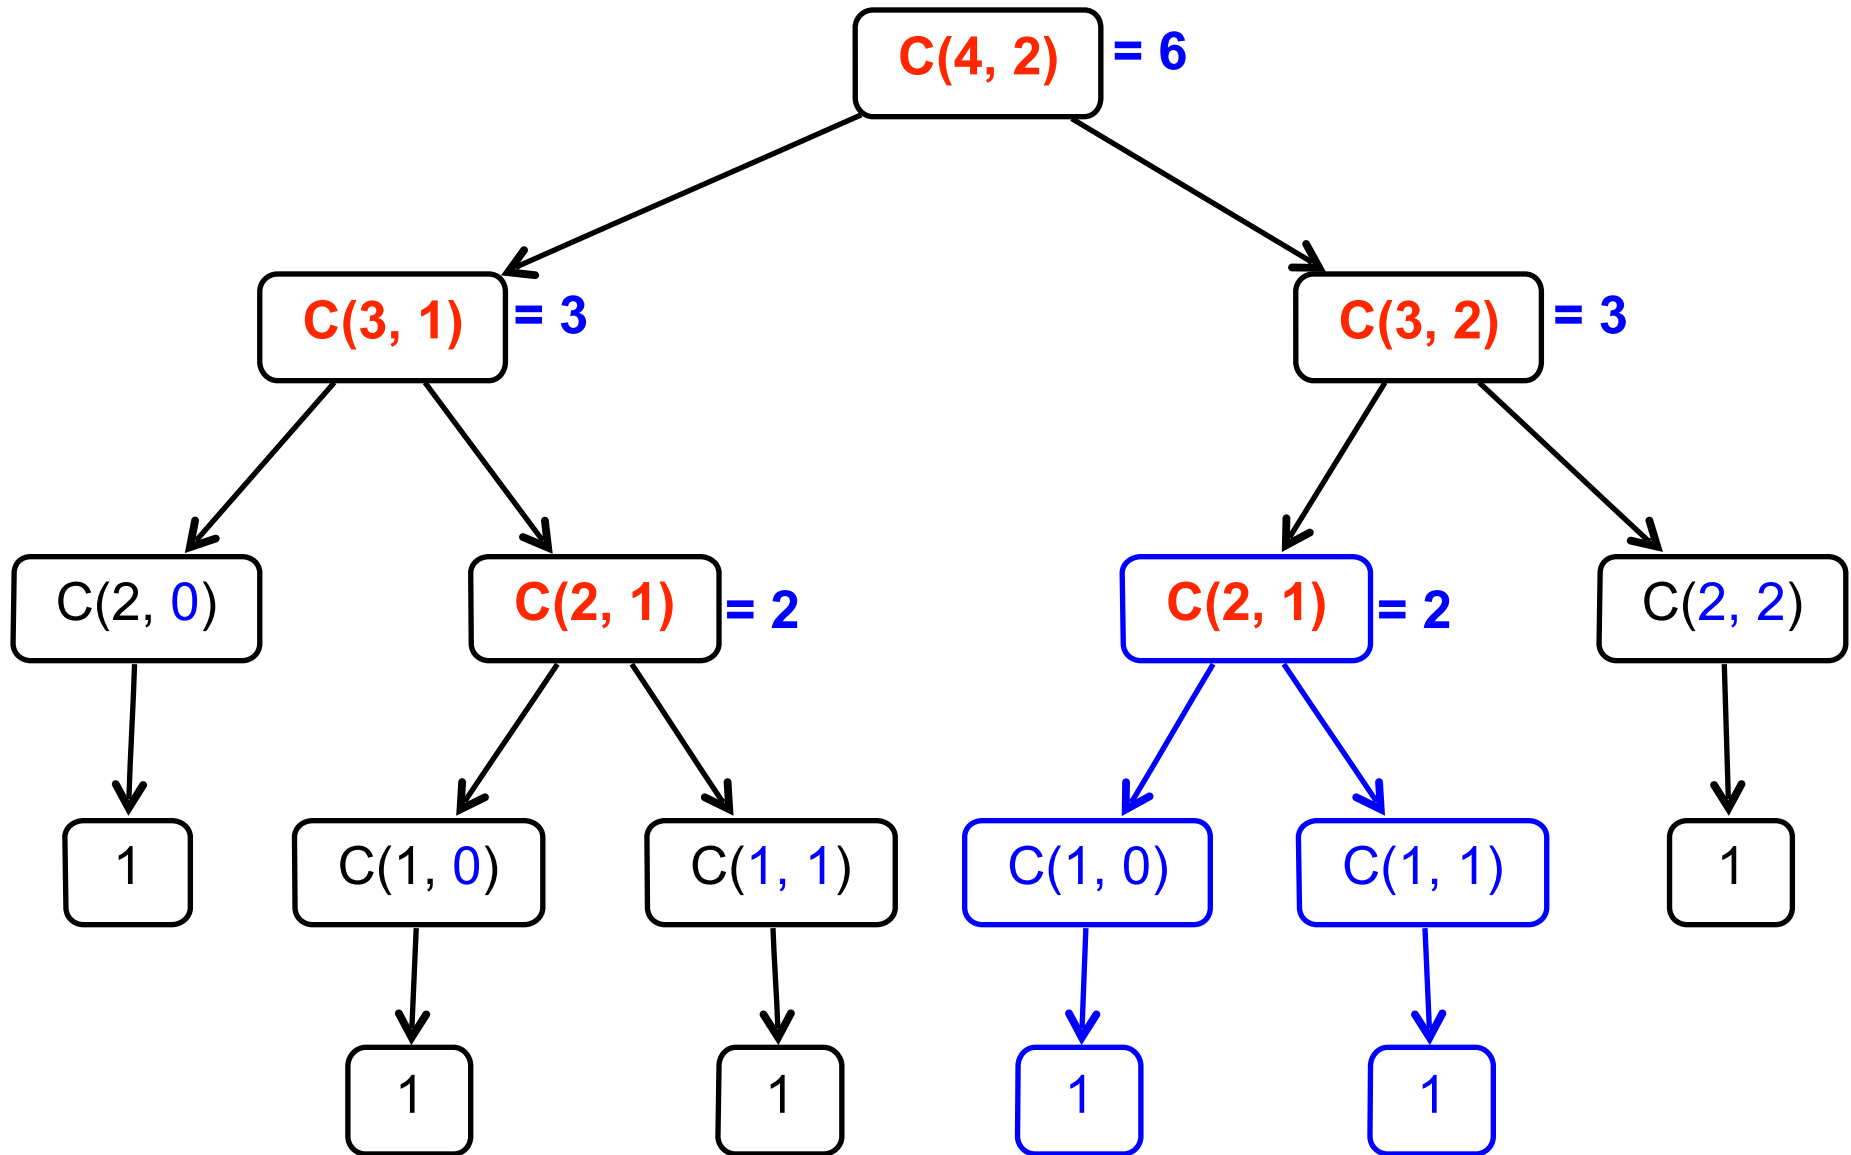 C(4, 2) = 6
C(3, 1) = 3 C(3, 2) = 3
C(2, 0) C(2, 1) = 2 C(2, 1) = 2 C(2, 2)
1 C(1, 0) C(1, 1) C(1, 0) C(1, 1) 1
1 1 1 1